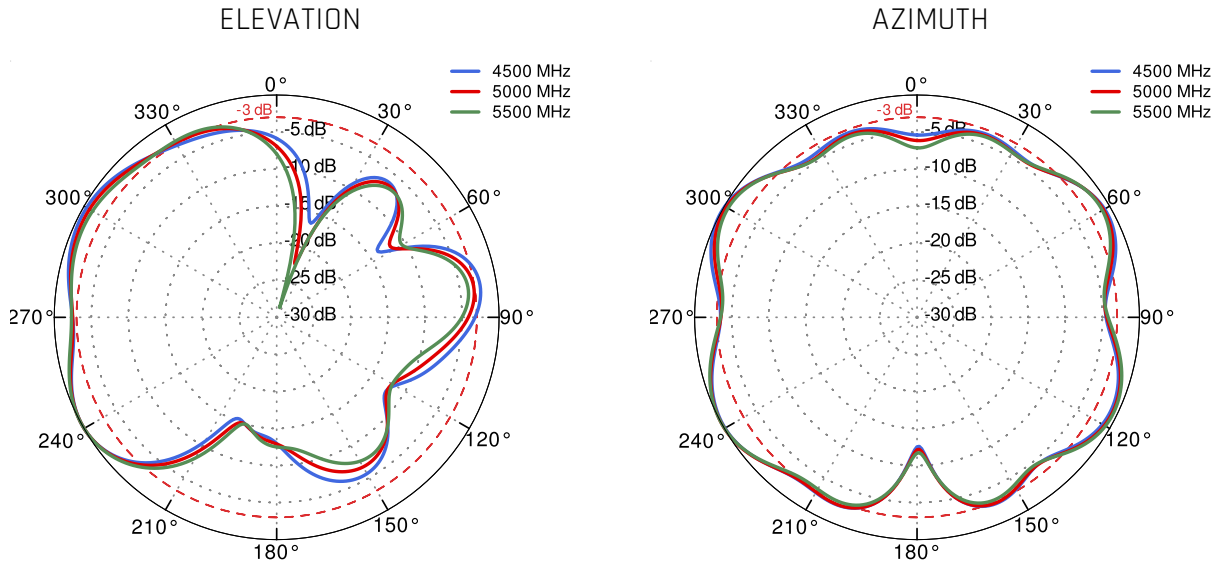 ELEVATION
4500 MHz
5000 MHz
5500 MHz
0°
330°
-3 dB
30°
-5 dB
-10 dB
300°
60°
-15 dB
-20 dB
-25 dB
270°
-30 dB
90°
240°
120°
210°
150°
180°
AZIMUTH
4500 MHz
5000 MHz
5500 MHz
0°
330°
-3 dB
30°
-5 dB
-10 dB
300°
60°
-15 dB
-20 dB
-25 dB
270°
-30 dB
90°
240°
120°
210°
150°
180°